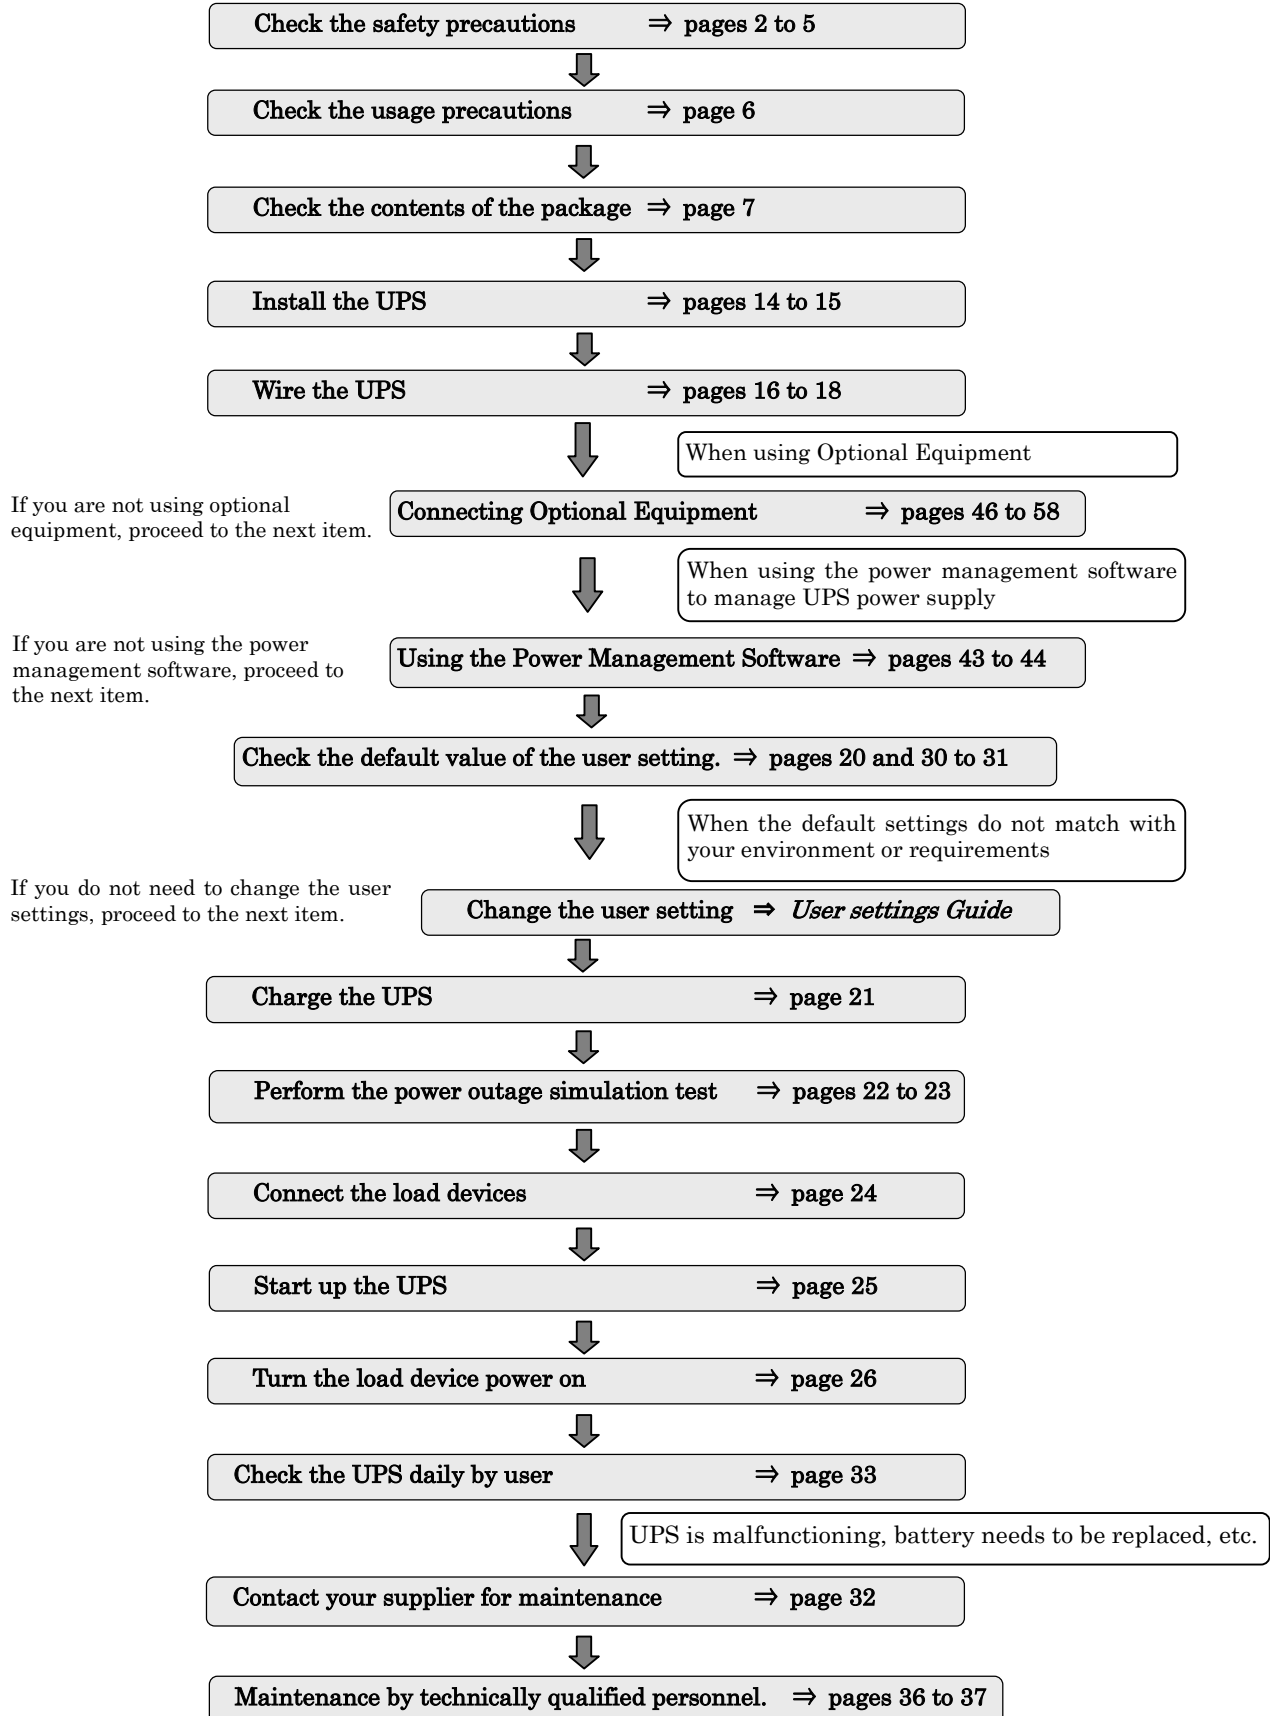 Check the safety precautions ⇒ pages 2 to 5
Check the usage precautions ⇒ page 6
Check the contents of the package ⇒ page 7
Install the UPS ⇒ pages 14 to 15
Wire the UPS ⇒ pages 16 to 18
When using Optional Equipment
If you are not using optional
equipment, proceed to the next item.
Connecting Optional Equipment ⇒ pages 46 to 58
When using the power management software
to manage UPS power supply
If you are not using the power
management software, proceed to
the next item.
Using the Power Management Software ⇒ pages 43 to 44
Check the default value of the user setting. ⇒ pages 20 and 30 to 31
When the default settings do not match with
your environment or requirements
If you do not need to change the user
settings, proceed to the next item.
Change the user setting ⇒ User settings Guide
Charge the UPS ⇒ page 21
Perform the power outage simulation test ⇒ pages 22 to 23
Connect the load devices ⇒ page 24
Start up the UPS ⇒ page 25
Turn the load device power on ⇒ page 26
Check the UPS daily by user ⇒ page 33
UPS is malfunctioning, battery needs to be replaced, etc.
Contact your supplier for maintenance ⇒ page 32
Maintenance by technically qualified personnel. ⇒ pages 36 to 37